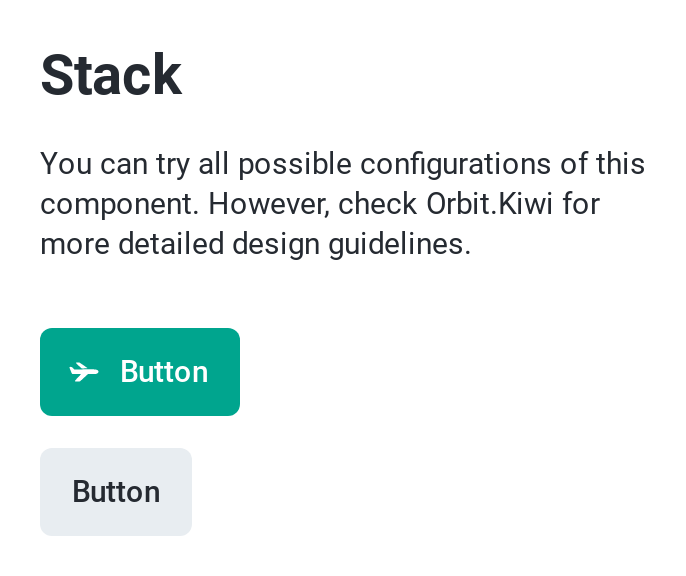 Stack
You can try all possible configurations of this
component. However, check Orbit.Kiwi for
more detailed design guidelines.
Button
Button